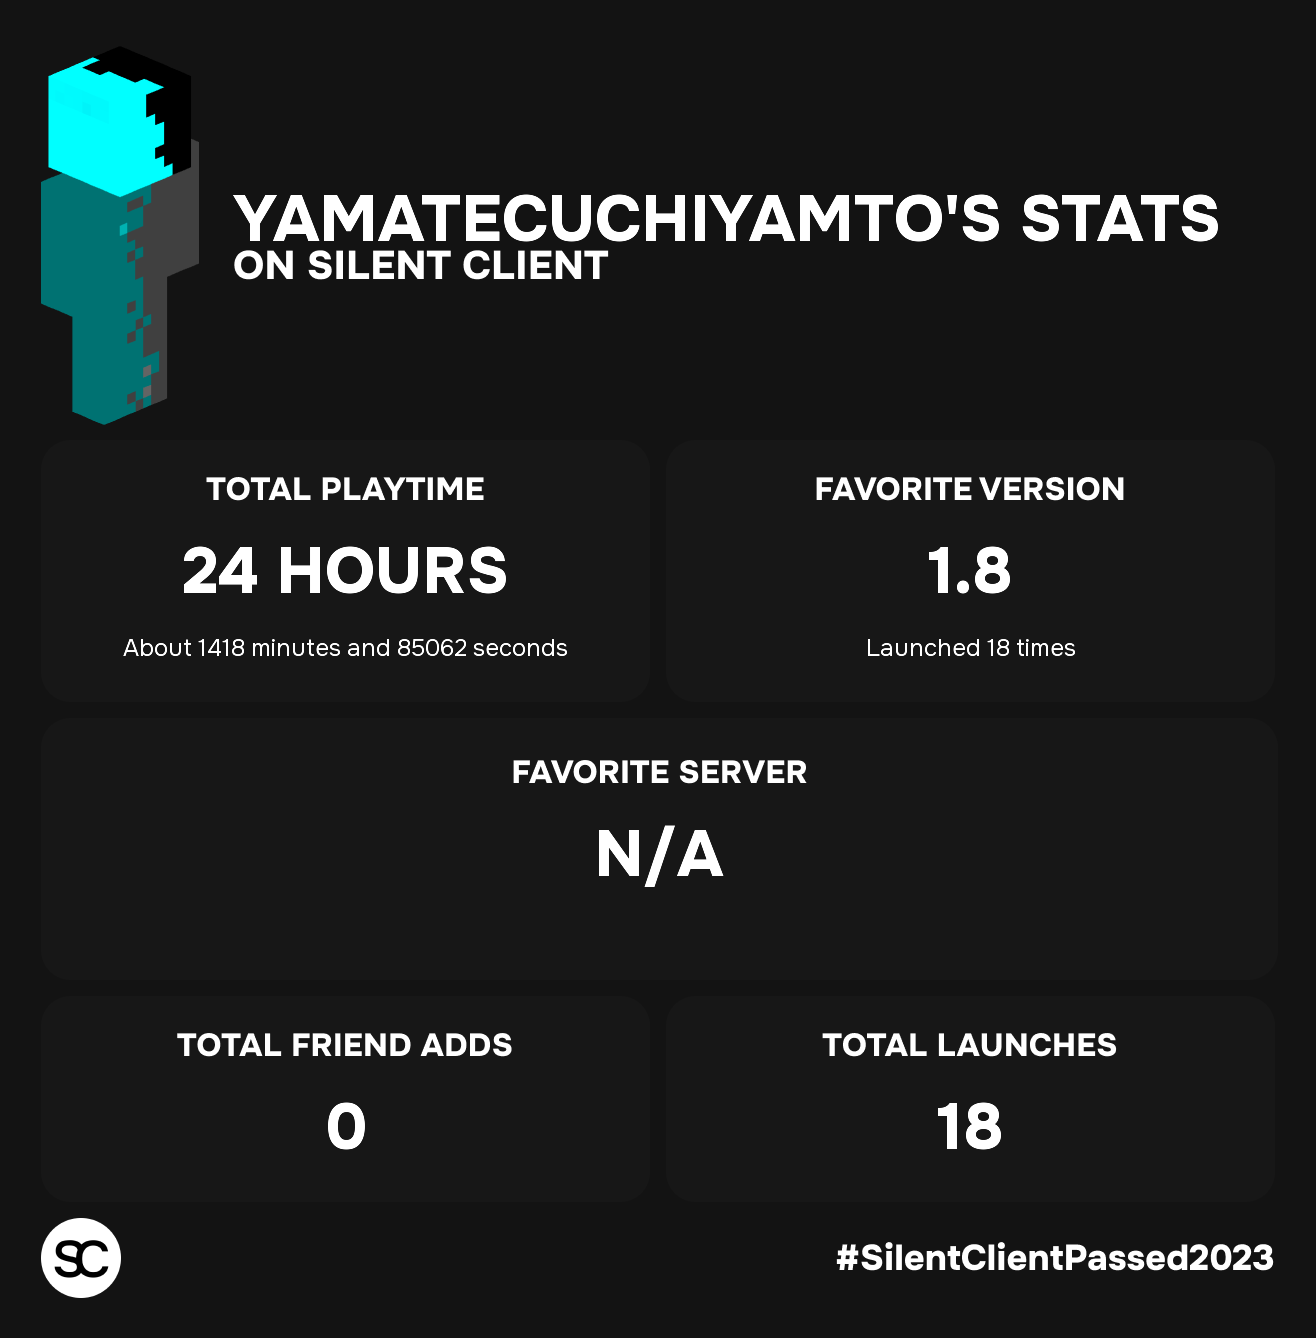 YAMATECUCHIYAMTO'S STATS
ON SILENT CLIENT
TOTAL PLAYTIME
24 HOURS
About 1418 minutes and 85062 seconds
FAVORITE VERSION
1.8
Launched 18 times
FAVORITE SERVER
N/A
TOTAL FRIEND ADDS
0
TOTAL LAUNCHES
18
SC
#SilentClientPassed2023